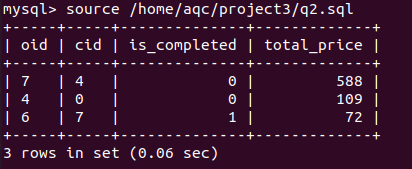 mysql> source /home/aqc/project3/q2.sql
+-----+-----+--------------+-------------+
| oid | cid | is_completed | total_price |
+-----+-----+--------------+-------------+
| 7   | 4   |            0 |         588 |
| 4   | 0   |            0 |         109 |
| 6   | 7   |            1 |          72 |
+-----+-----+--------------+-------------+
3 rows in set (0.06 sec)